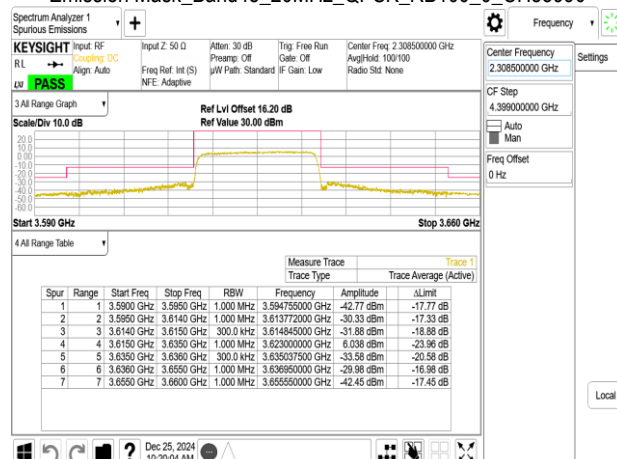 Spectrum Analyzer 1
Spurious Emissions
Frequency
KEYSIGHT
Input: RF
Input Z: 50 Ω
Atten: 30 dB
Trig: Free Run
Center Freq: 2.308500000 GHz
RL
Coupling: DC
Preamp: Off
Gate: Off
Avg|Hold: 100/100
Align: Auto
Freq Ref: Int (S)
µW Path: Standard
IF Gain: Low
Radio Std: None
NFE: Adaptive
LXI
PASS
Center Frequency
2.308500000 GHz
Settings
CF Step
4.399000000 GHz
Auto
Man
Freq Offset
0 Hz
3 All Range Graph
Ref Lvl Offset 16.20 dB
Scale/Div 10.0 dB
Ref Value 30.00 dBm
20.0
10.0
0.00
-10.0
-20.0
-30.0
-40.0
-50.0
-60.0
Start 3.590 GHz
Stop 3.660 GHz
4 All Range Table
Measure Trace Trace 1
Trace Type Trace Average (Active)
Spur Range Start Freq Stop Freq RBW Frequency Amplitude ΔLimit
1 1 3.5900 GHz 3.5950 GHz 1.000 MHz 3.594755000 GHz -42.77 dBm -17.77 dB
2 2 3.5950 GHz 3.6140 GHz 1.000 MHz 3.613772000 GHz -30.33 dBm -17.33 dB
3 3 3.6140 GHz 3.6150 GHz 300.0 kHz 3.614845000 GHz -31.88 dBm -18.88 dB
4 4 3.6150 GHz 3.6350 GHz 1.000 MHz 3.623000000 GHz 6.038 dBm -23.96 dB
5 5 3.6350 GHz 3.6360 GHz 300.0 kHz 3.635037500 GHz -33.58 dBm -20.58 dB
6 6 3.6360 GHz 3.6550 GHz 1.000 MHz 3.636950000 GHz -29.98 dBm -16.98 dB
7 7 3.6550 GHz 3.6600 GHz 1.000 MHz 3.655550000 GHz -42.45 dBm -17.45 dB
Local
?
Dec 25, 2024